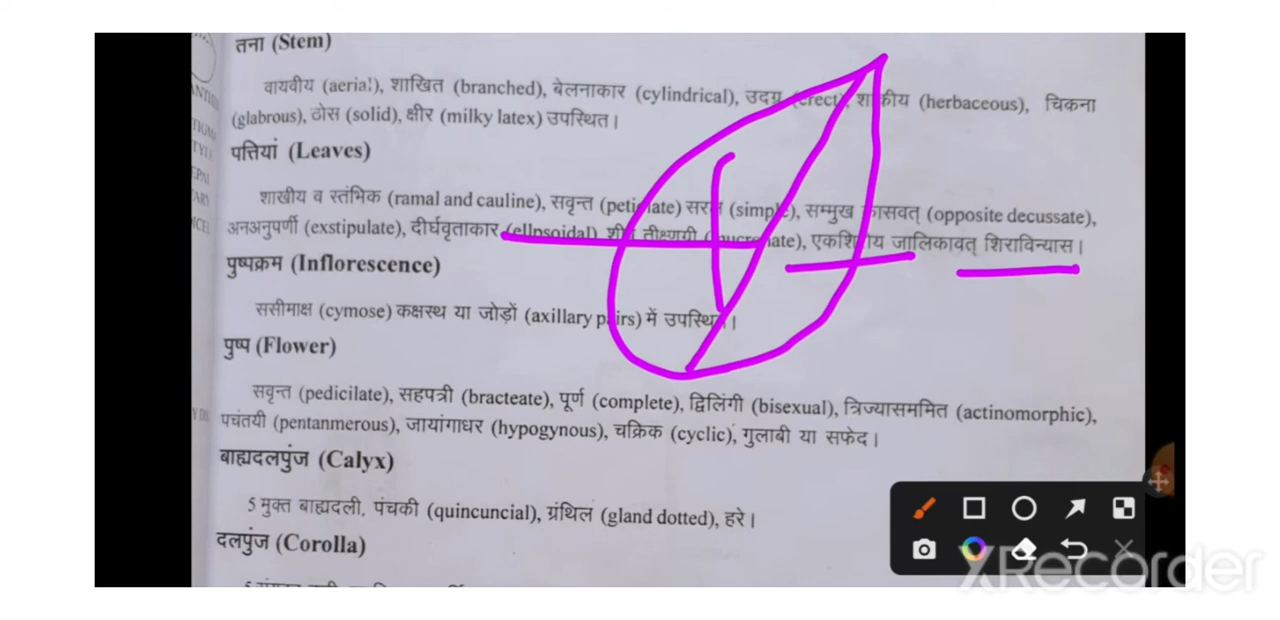 तना (Stem)
वायवीय (aerial), शाखित (branched), बेलनाकार (cylindrical), उदग्र (erect), शाकीय (herbaceous), चिकना
(glabrous), ठोस (solid), क्षीर (milky latex) उपस्थित।
पत्तियां (Leaves)
शाखीय व स्तंभिक (ramal and cauline), सवृन्त (petiolate) सरल (simple), सम्मुख क्रासवत् (opposite decussate),
अनअनुपर्णी (exstipulate), दीर्घवृताकार (ellpsoidal) शीर्ष तीक्ष्णग्री (mucronate), एकशिरीय जालिकावत् शिराविन्यास।
पुष्पक्रम (Inflorescence)
ससीमाक्ष (cymose) कक्षस्थ या जोड़ों (axillary pairs) में उपस्थित।
पुष्प (Flower)
सवृन्त (pedicilate), सहपत्री (bracteate), पूर्ण (complete), द्विलिंगी (bisexual), त्रिज्यासममित (actinomorphic),
पचंतयी (pentanmerous), जायांगाधर (hypogynous), चक्रिक (cyclic), गुलाबी या सफेद।
बाह्यदलपुंज (Calyx)
5 मुक्त बाह्यदली, पंचकी (quincuncial), ग्रंथिल (gland dotted), हरे।
दलपुंज (Corolla)
XRecorder